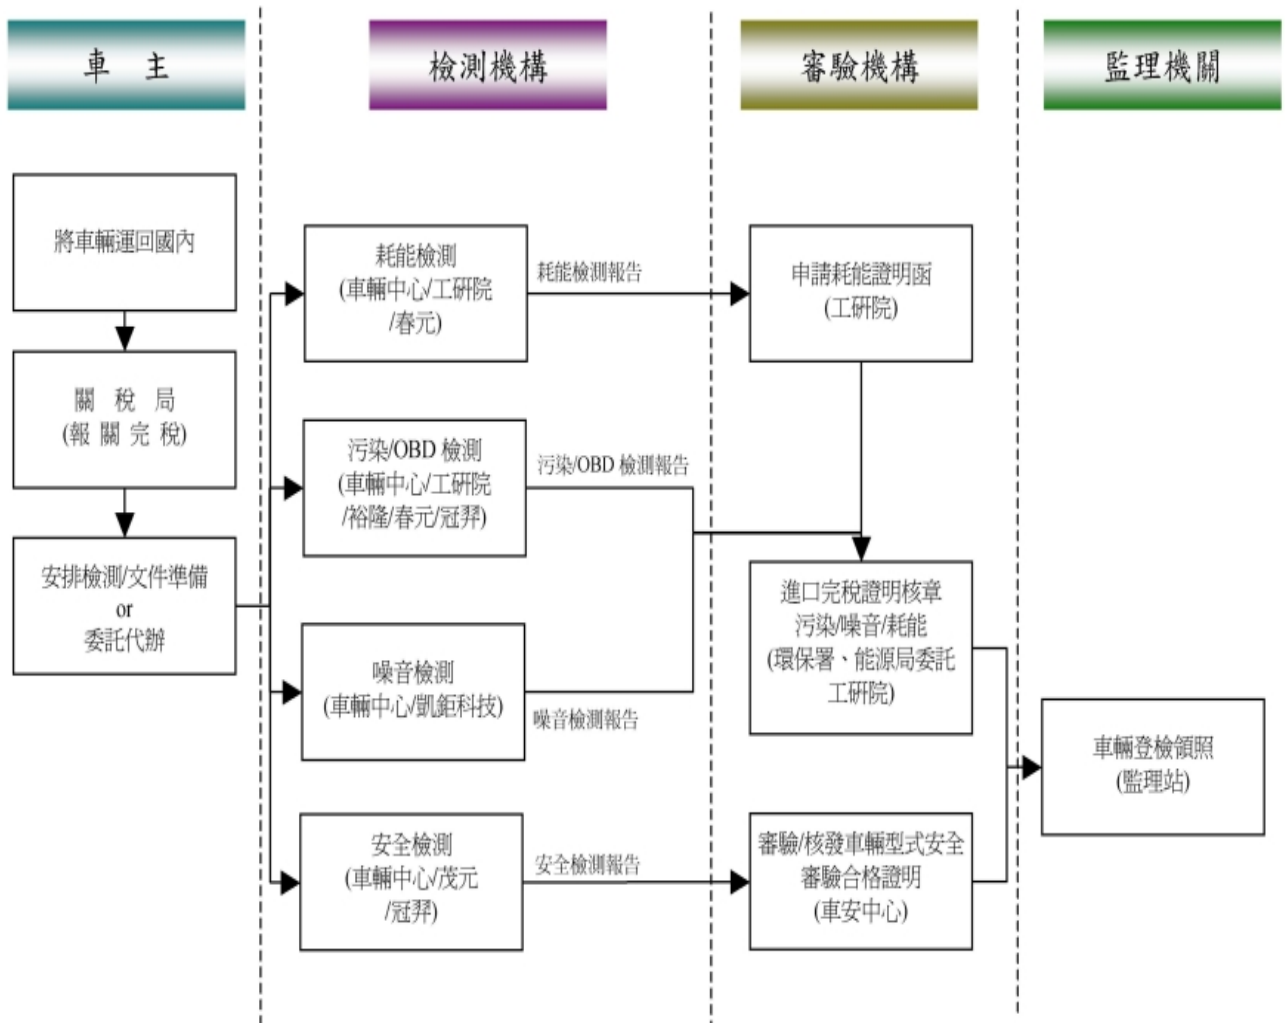 車 主
檢測機構
審驗機構
監理機關
將車輛運回國內
關 稅 局
(報 關 完 稅)
安排檢測/文件準備
or
委託代辦
耗能檢測
(車輛中心/工研院
/春元)
耗能檢測報告
污染/OBD 檢測
(車輛中心/工研院
/裕隆/春元/冠羿)
污染/OBD 檢測報告
噪音檢測
(車輛中心/凱鉅科技)
噪音檢測報告
安全檢測
(車輛中心/茂元
/冠羿)
安全檢測報告
申請耗能證明函
(工研院)
進口完稅證明核章
污染/噪音/耗能
(環保署、能源局委託
工研院)
審驗/核發車輛型式安全
審驗合格證明
(車安中心)
車輛登檢領照
(監理站)